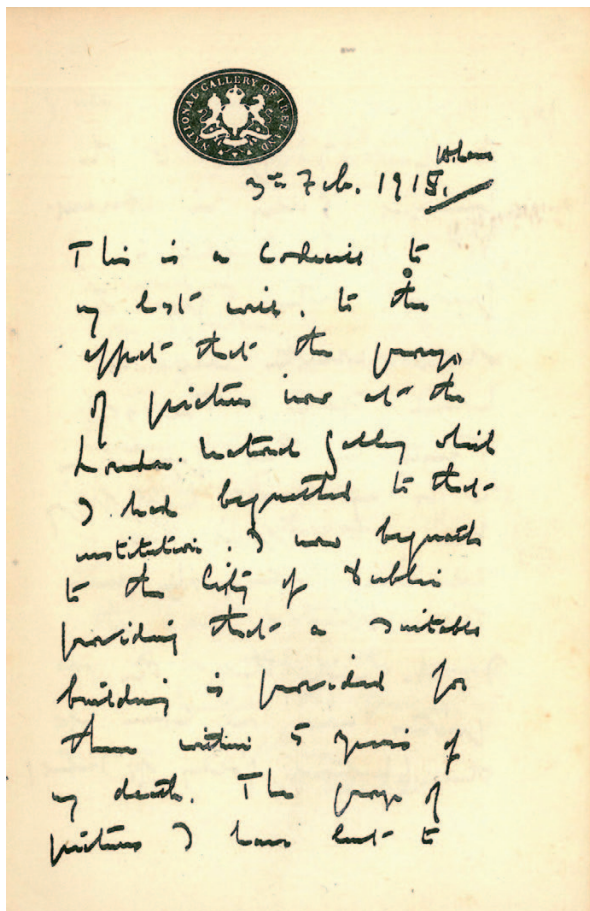 NATIONAL GALLERY OF IRELAND
H. Lane
3rd Feb. 1915.
This is a Codicil to
my last will, to the
effect that the group
of pictures now at the
London National Gallery which
I had bequethed to that
institution. I now bequeath
to the City of Dublin
providing that a suitable
building is provided for
them within 5 years of
my death. The group of
pictures I have lent to